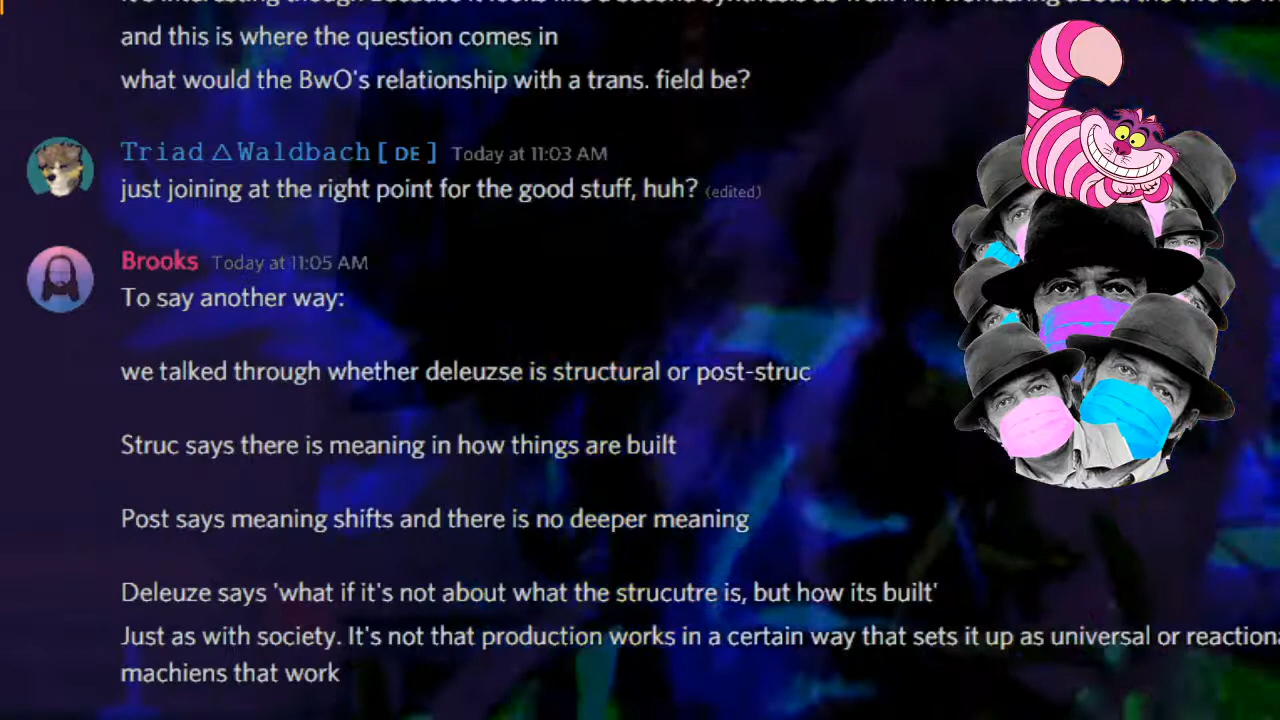 and this is where the question comes in
what would the BwO's relationship with a trans. field be?
Triad△Waldbach [ DE ] Today at 11:03 AM
just joining at the right point for the good stuff, huh? (edited)
Brooks Today at 11:05 AM
To say another way:
we talked through whether deleuzse is structural or post-struc
Struc says there is meaning in how things are built
Post says meaning shifts and there is no deeper meaning
Deleuze says 'what if it's not about what the strucutre is, but how its built'
Just as with society. It's not that production works in a certain way that sets it up as universal or
machiens that work